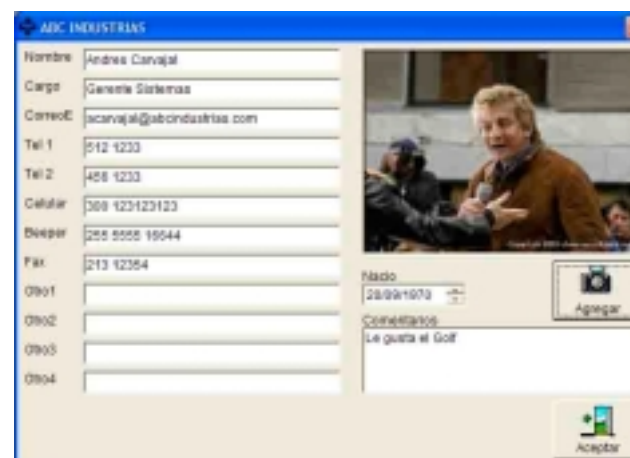 ABC INDUSTRIAS
Nombre Andres Carvajal
Cargo Gerente Sistemas
CorreoE acarvajal@abcindustrias.com
Tel 1 512 1233
Tel 2 456 1233
Celular 300 123123123
Beeper 255 5555 16644
Fax 213 12354
Otro1
Otro2
Otro3
Otro4
Nacio
28/09/1970
Agregar
Comentarios
Le gusta el Golf
Aceptar